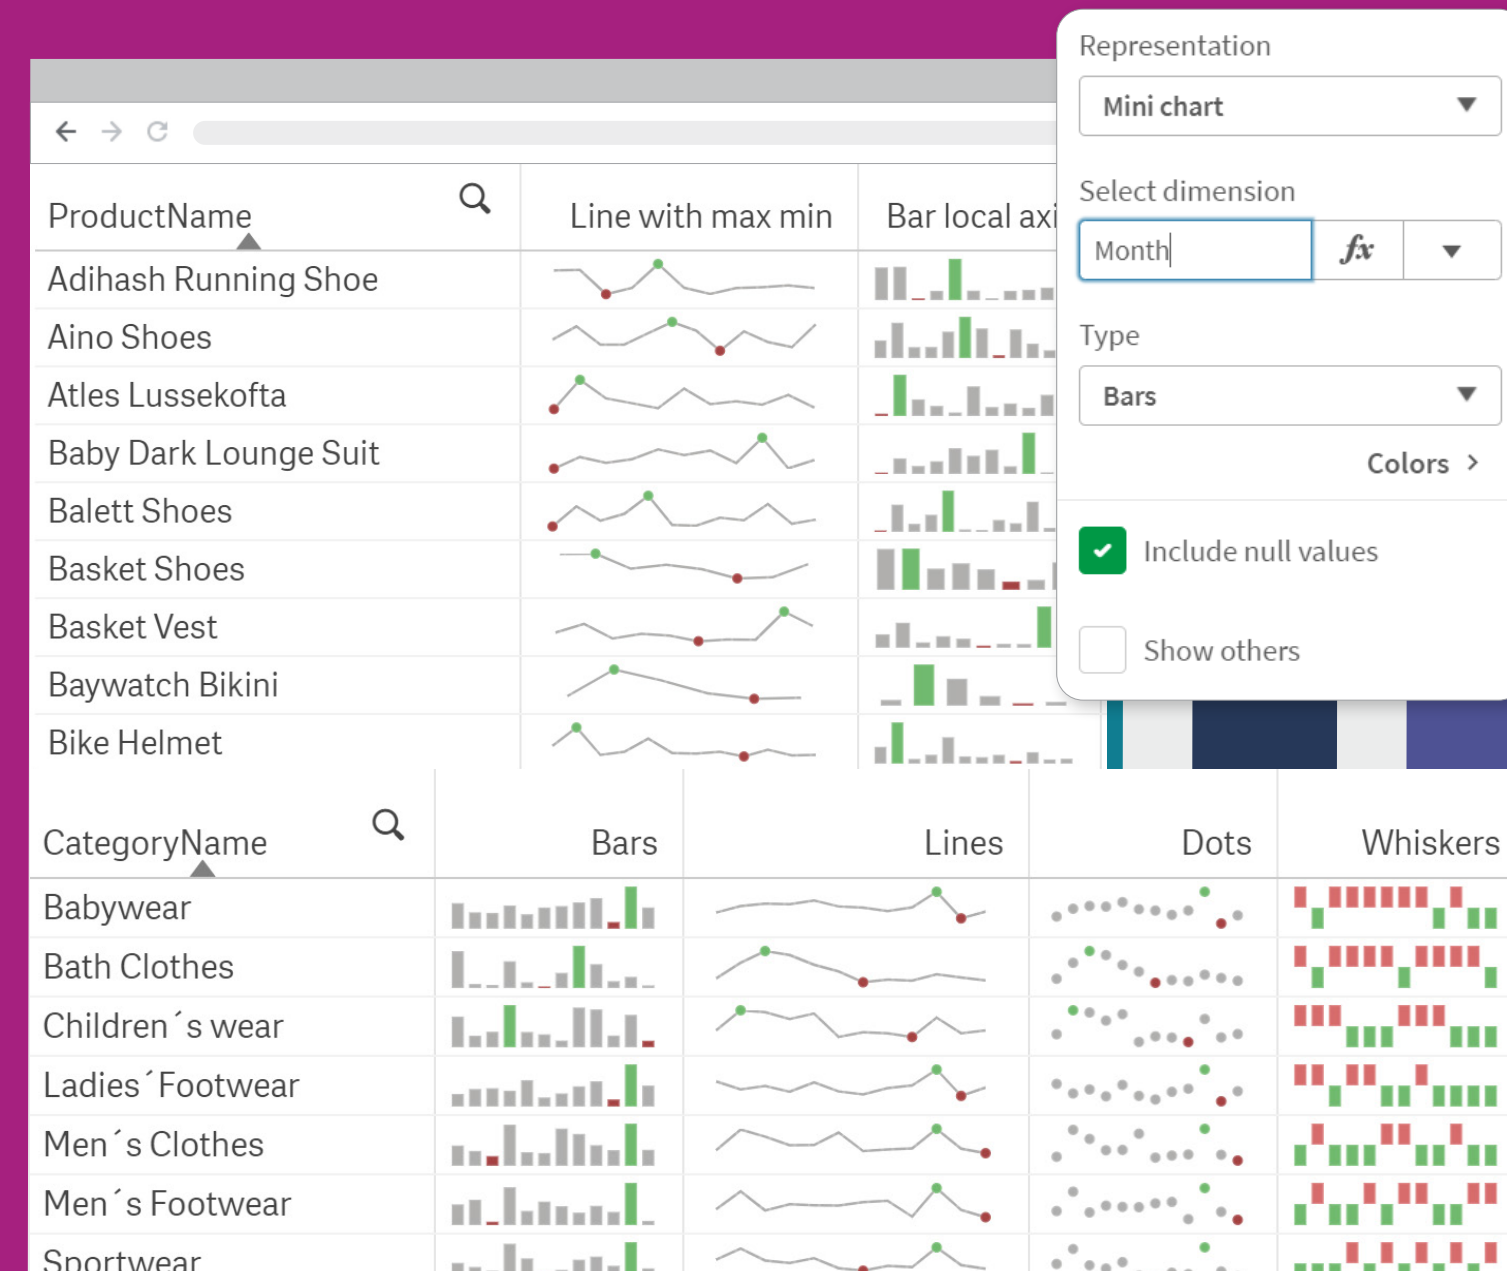 Representation
Mini chart
Select dimension
Month
fx
Type
Bars
Colors
Include null values
Show others
ProductName
Line with max min
Bar local axi
Adihash Running Shoe
Aino Shoes
Atles Lussekofta
Baby Dark Lounge Suit
Balett Shoes
Basket Shoes
Basket Vest
Baywatch Bikini
Bike Helmet
CategoryName
Bars
Lines
Dots
Whiskers
Babywear
Bath Clothes
Children´s wear
Ladies´Footwear
Men´s Clothes
Men´s Footwear
Sportwear